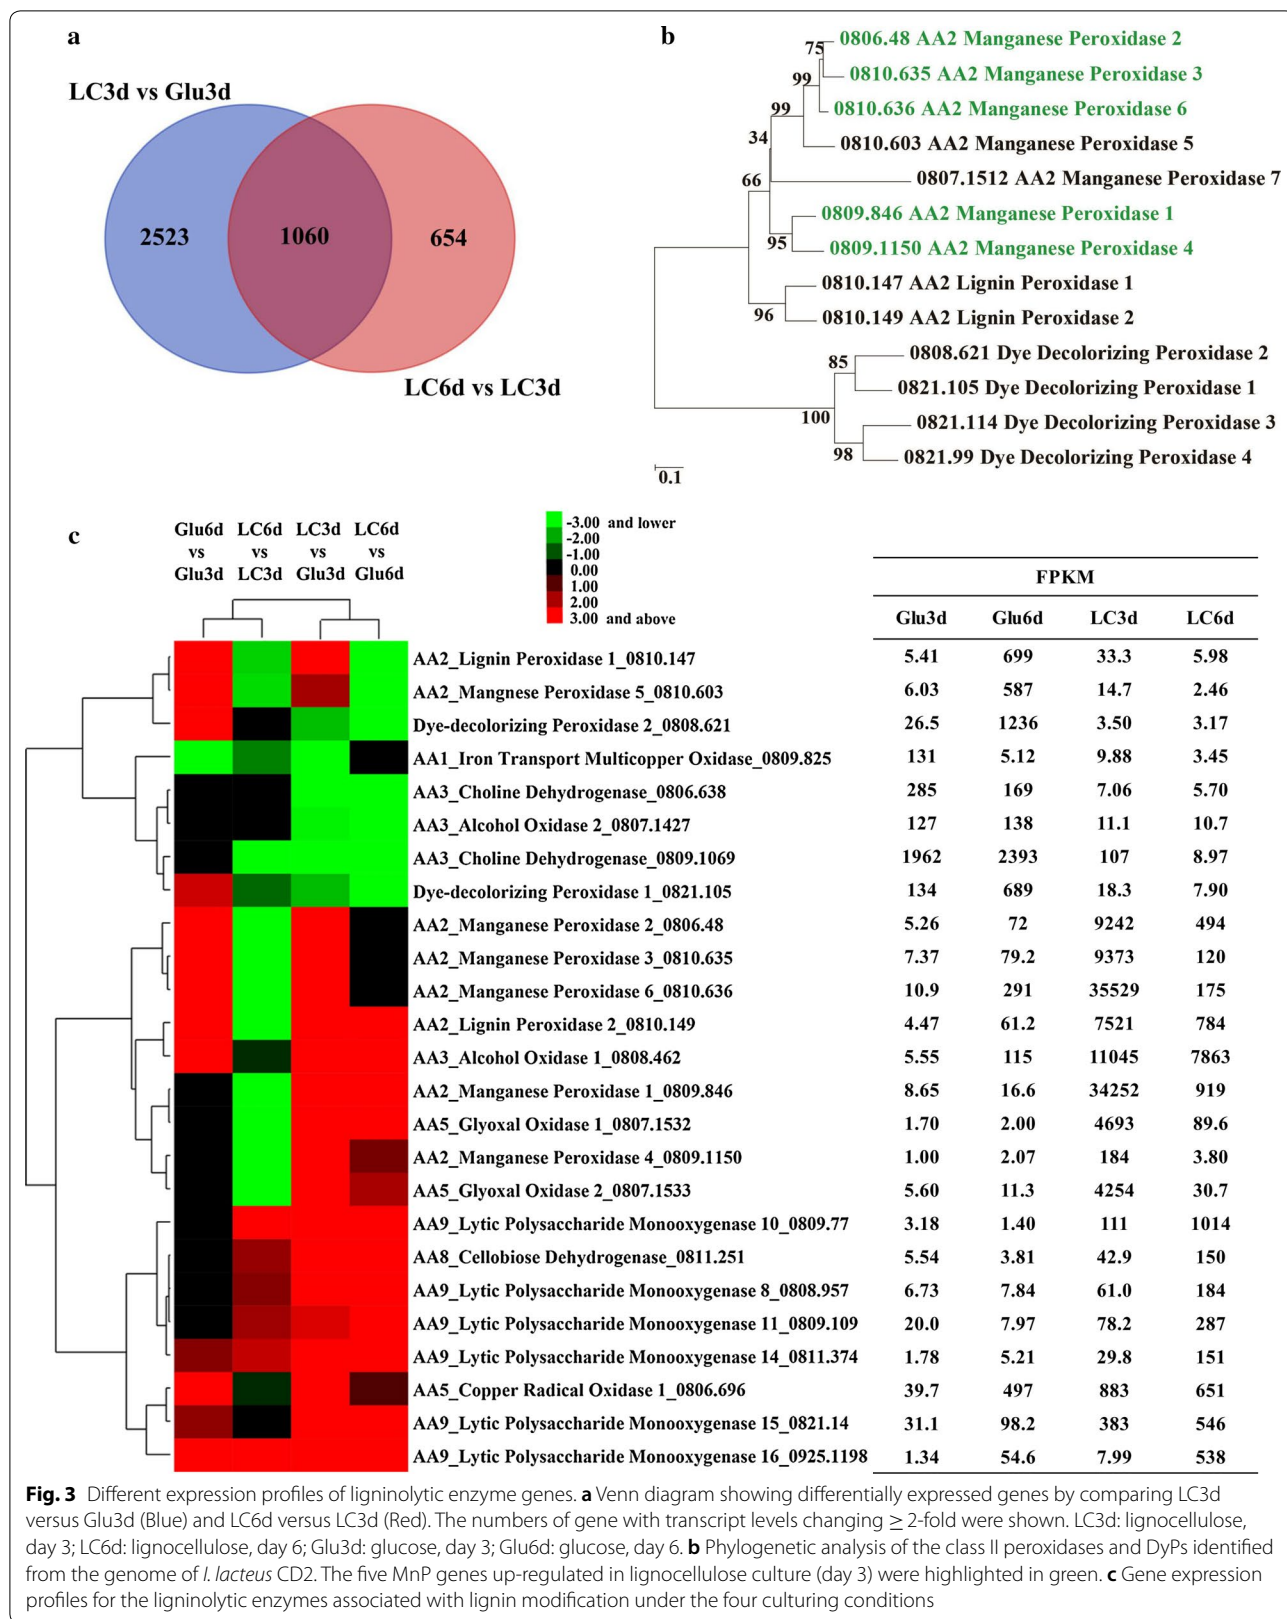 a
LC3d vs Glu3d
2523
1060
654
LC6d vs LC3d
b
0806.48 AA2 Manganese Peroxidase 2
75
0810.635 AA2 Manganese Peroxidase 3
99
0810.636 AA2 Manganese Peroxidase 6
99
0810.603 AA2 Manganese Peroxidase 5
34
0807.1512 AA2 Manganese Peroxidase 7
66
0809.846 AA2 Manganese Peroxidase 1
95
0809.1150 AA2 Manganese Peroxidase 4
0810.147 AA2 Lignin Peroxidase 1
96
0810.149 AA2 Lignin Peroxidase 2
0808.621 Dye Decolorizing Peroxidase 2
85
0821.105 Dye Decolorizing Peroxidase 1
100
0821.114 Dye Decolorizing Peroxidase 3
98
0821.99 Dye Decolorizing Peroxidase 4
0.1
c
Glu6d LC6d LC3d LC6d
vs vs vs vs
Glu3d LC3d Glu3d Glu6d
-3.00 and lower
-2.00
-1.00
0.00
1.00
2.00
3.00 and above
FPKM
Glu3d Glu6d LC3d LC6d
AA2_Lignin Peroxidase 1_0810.147 5.41 699 33.3 5.98
AA2_Mangnese Peroxidase 5_0810.603 6.03 587 14.7 2.46
Dye-decolorizing Peroxidase 2_0808.621 26.5 1236 3.50 3.17
AA1_Iron Transport Multicopper Oxidase_0809.825 131 5.12 9.88 3.45
AA3_Choline Dehydrogenase_0806.638 285 169 7.06 5.70
AA3_Alcohol Oxidase 2_0807.1427 127 138 11.1 10.7
AA3_Choline Dehydrogenase_0809.1069 1962 2393 107 8.97
Dye-decolorizing Peroxidase 1_0821.105 134 689 18.3 7.90
AA2_Manganese Peroxidase 2_0806.48 5.26 72 9242 494
AA2_Manganese Peroxidase 3_0810.635 7.37 79.2 9373 120
AA2_Manganese Peroxidase 6_0810.636 10.9 291 35529 175
AA2_Lignin Peroxidase 2_0810.149 4.47 61.2 7521 784
AA3_Alcohol Oxidase 1_0808.462 5.55 115 11045 7863
AA2_Manganese Peroxidase 1_0809.846 8.65 16.6 34252 919
AA5_Glyoxal Oxidase 1_0807.1532 1.70 2.00 4693 89.6
AA2_Manganese Peroxidase 4_0809.1150 1.00 2.07 184 3.80
AA5_Glyoxal Oxidase 2_0807.1533 5.60 11.3 4254 30.7
AA9_Lytic Polysaccharide Monooxygenase 10_0809.77 3.18 1.40 111 1014
AA8_Cellobiose Dehydrogenase_0811.251 5.54 3.81 42.9 150
AA9_Lytic Polysaccharide Monooxygenase 8_0808.957 6.73 7.84 61.0 184
AA9_Lytic Polysaccharide Monooxygenase 11_0809.109 20.0 7.97 78.2 287
AA9_Lytic Polysaccharide Monooxygenase 14_0811.374 1.78 5.21 29.8 151
AA5_Copper Radical Oxidase 1_0806.696 39.7 497 883 651
AA9_Lytic Polysaccharide Monooxygenase 15_0821.14 31.1 98.2 383 546
AA9_Lytic Polysaccharide Monooxygenase 16_0925.1198 1.34 54.6 7.99 538
Fig. 3 Different expression profiles of ligninolytic enzyme genes. a Venn diagram showing differentially expressed genes by comparing LC3d
versus Glu3d (Blue) and LC6d versus LC3d (Red). The numbers of gene with transcript levels changing ≥ 2-fold were shown. LC3d: lignocellulose,
day 3; LC6d: lignocellulose, day 6; Glu3d: glucose, day 3; Glu6d: glucose, day 6. b Phylogenetic analysis of the class II peroxidases and DyPs identified
from the genome of I. lacteus CD2. The five MnP genes up-regulated in lignocellulose culture (day 3) were highlighted in green. c Gene expression
profiles for the ligninolytic enzymes associated with lignin modification under the four culturing conditions